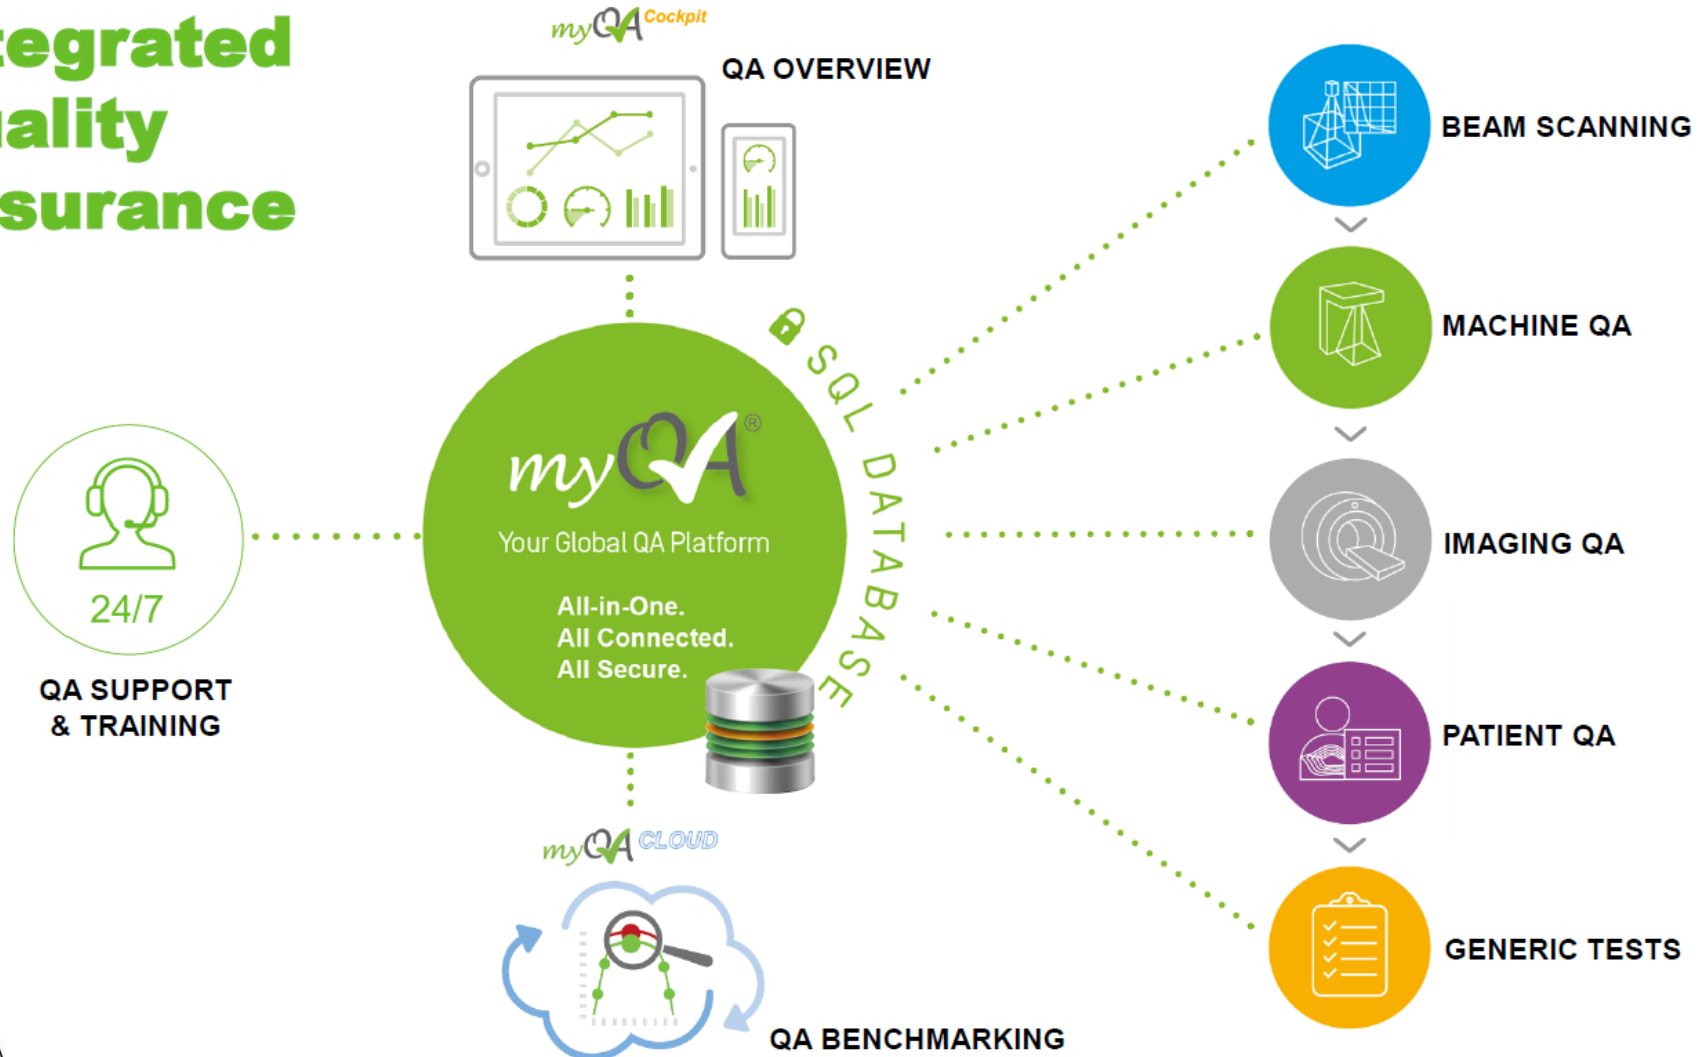 tegrated
uality
surance
myQA Cockpit
QA OVERVIEW
BEAM SCANNING
MACHINE QA
IMAGING QA
PATIENT QA
GENERIC TESTS
SQL DATABASE
myQA®
Your Global QA Platform
All-in-One.
All Connected.
All Secure.
24/7
QA SUPPORT
& TRAINING
myQA CLOUD
QA BENCHMARKING